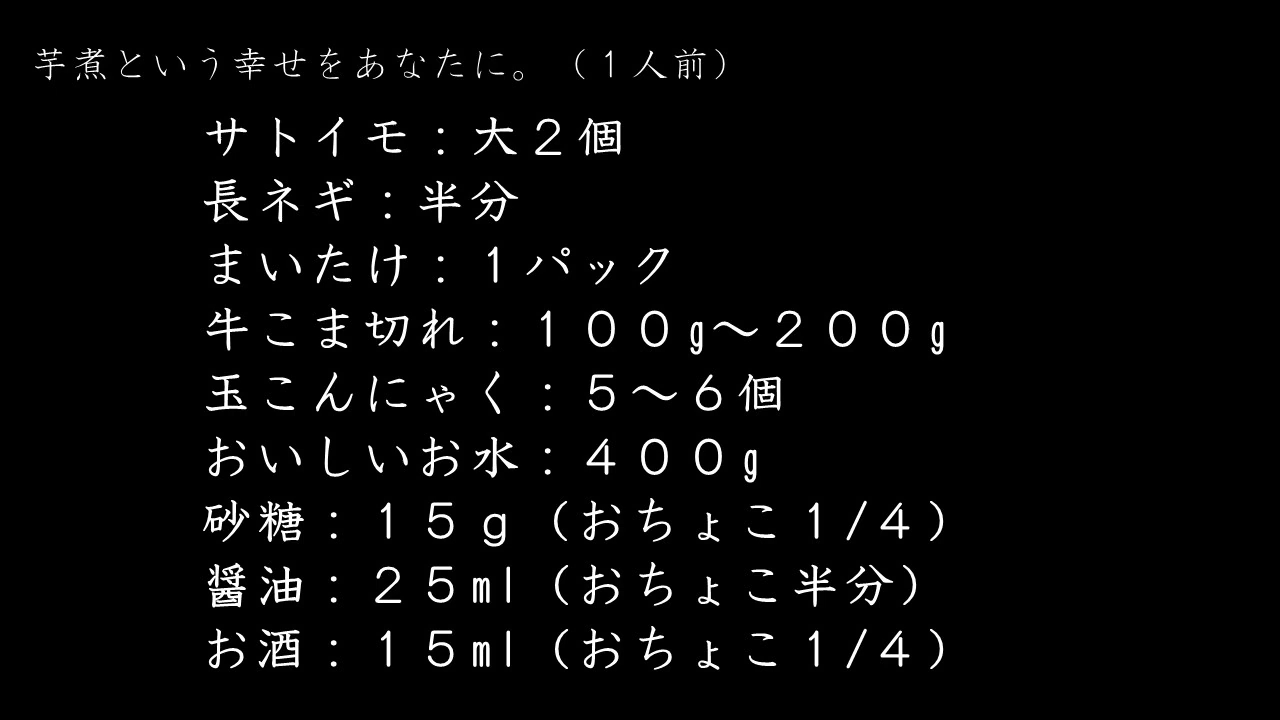 芋煮という幸せをあなたに。（１人前）
サトイモ：大２個
長ネギ：半分
まいたけ：１パック
牛こま切れ：１００g～２００g
玉こんにゃく：５～６個
おいしいお水：４００g
砂糖：１５ｇ（おちょこ１/４）
醤油：２５ml（おちょこ半分）
お酒：１５ml（おちょこ１/４）